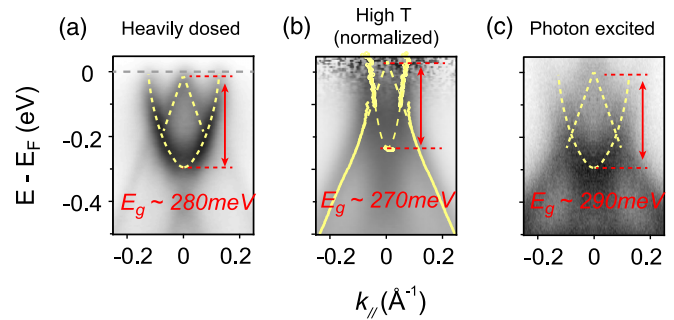 (a) Heavily dosed
(b) High T
(normalized)
(c) Photon excited
E - E_F (eV)
0
-0.2
-0.4
E_g ~ 280meV
E_g ~ 270meV
E_g ~ 290meV
-0.2 0 0.2
-0.2 0 0.2
-0.2 0 0.2
k_// (Å⁻¹)